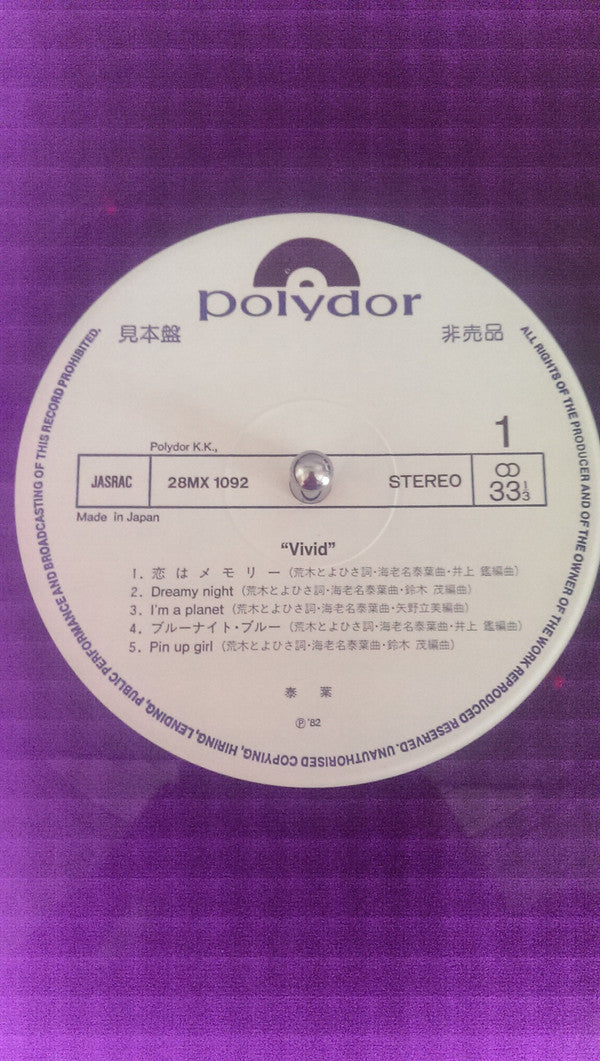 polydor
見本盤 非売品
1
Polydor K.K.,
JASRAC 28MX 1092 STEREO 33 1/3
Made in Japan
“Vivid”
1. 恋はメモリー (荒木とよひさ詞・海老名泰葉曲・井上 鑑編曲)
2. Dreamy night (荒木とよひさ詞・海老名泰葉曲・鈴木 茂編曲)
3. I'm a planet (荒木とよひさ詞・海老名泰葉曲・矢野立美編曲)
4. ブルーナイト・ブルー (荒木とよひさ詞・海老名泰葉曲・井上 鑑編曲)
5. Pin up girl (荒木とよひさ詞・海老名泰葉曲・鈴木 茂編曲)
泰 葉
Ⓟ '82
ALL RIGHTS OF THE PRODUCER AND OF THE OWNER OF THE WORK REPRODUCED RESERVED. UNAUTHORISED COPYING, HIRING, LENDING, PUBLIC PERFORMANCE AND BROADCASTING OF THIS RECORD PROHIBITED.